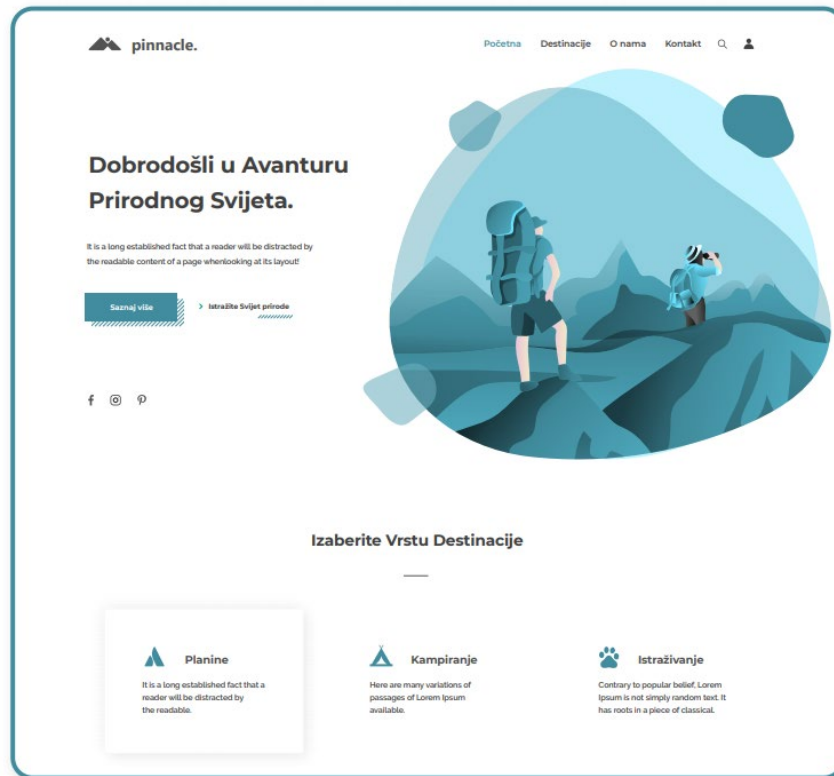 pinnacle.
Početna Destinacije O nama Kontakt
Dobrodošli u Avanturu
Prirodnog Svijeta.
It is a long established fact that a reader will be distracted by
the readable content of a page whenlooking at its layout!
Saznaj više
Istražite Svijet prirode
Izaberite Vrstu Destinacije
Planine
It is a long established fact that a
reader will be distracted by
the readable.
Kampiranje
Here are many variations of
passages of Lorem Ipsum
available.
Istraživanje
Contrary to popular belief, Lorem
Ipsum is not simply random text. It
has roots in a piece of classical.